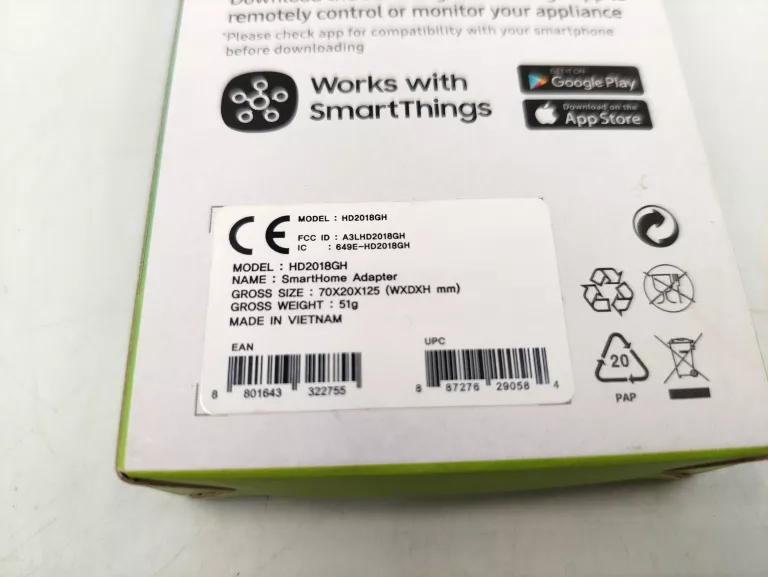 remotely control or monitor your appliance
*Please check app for compatibility with your smartphone
before downloading
Works with
SmartThings
GET IT ON
Google Play
Download on the
App Store
CE
MODEL : HD2018GH
FCC ID : A3LHD2018GH
IC : 649E-HD2018GH
MODEL : HD2018GH
NAME : SmartHome Adapter
GROSS SIZE : 70X20X125 (WXDXH mm)
GROSS WEIGHT : 51g
MADE IN VIETNAM
EAN
8 801643 322755
UPC
8 87276 29058 4
20
PAP